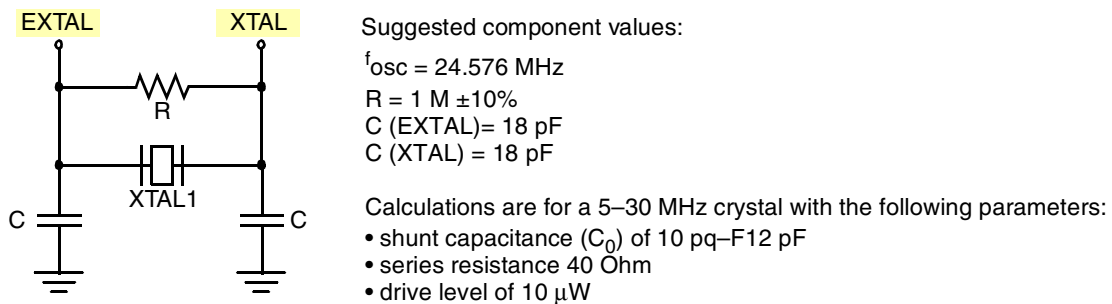 EXTAL XTAL
R
XTAL1
C C
Suggested component values:
fosc = 24.576 MHz
R = 1 M ±10%
C (EXTAL)= 18 pF
C (XTAL) = 18 pF
Calculations are for a 5–30 MHz crystal with the following parameters:
• shunt capacitance (C0) of 10 pq–F12 pF
• series resistance 40 Ohm
• drive level of 10 μW